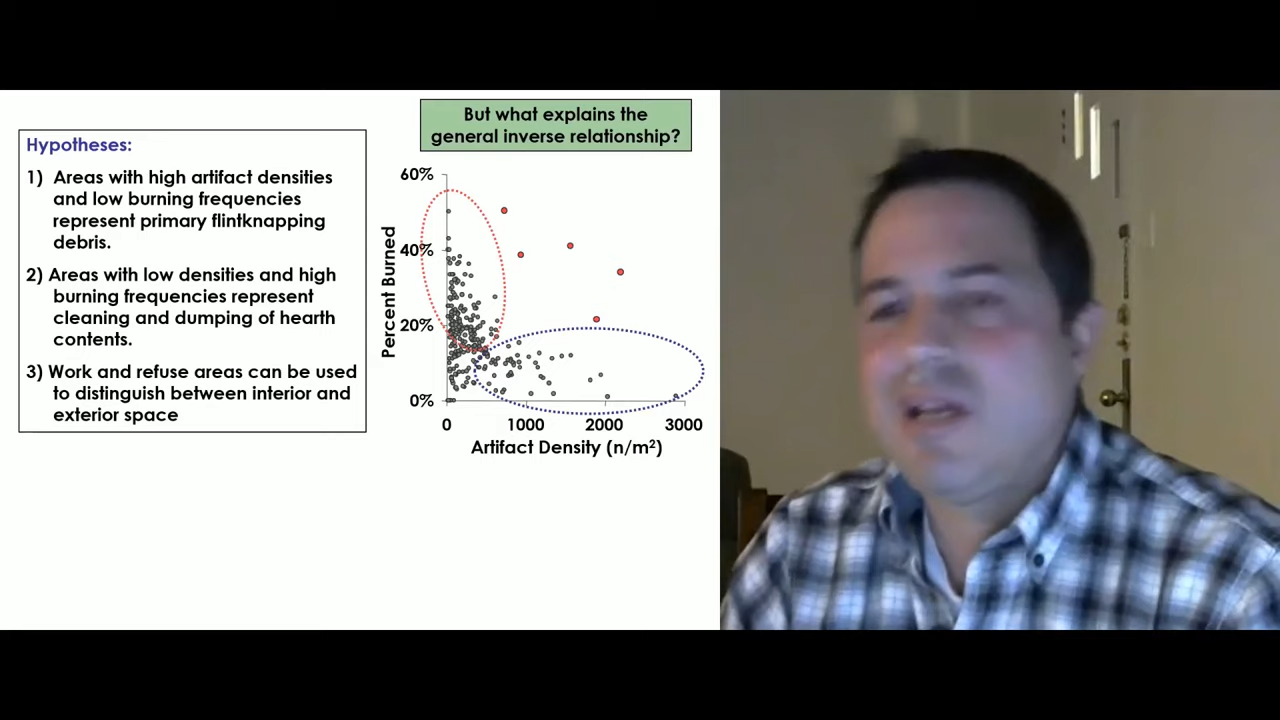 But what explains the
general inverse relationship?
Hypotheses:
1) Areas with high artifact densities
and low burning frequencies
represent primary flintknapping
debris.
2) Areas with low densities and high
burning frequencies represent
cleaning and dumping of hearth
contents.
3) Work and refuse areas can be used
to distinguish between interior and
exterior space
Percent Burned
60%
40%
20%
0%
0 1000 2000 3000
Artifact Density (n/m²)